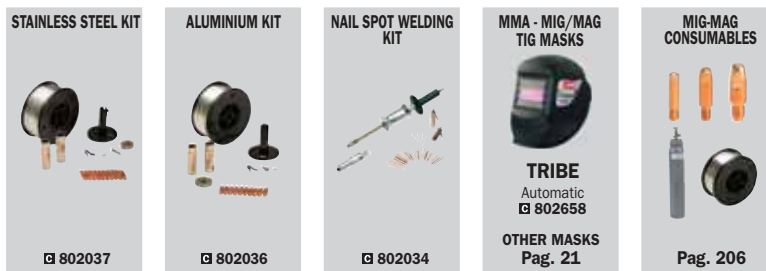 STAINLESS STEEL KIT
C 802037
ALUMINIUM KIT
C 802036
NAIL SPOT WELDING
KIT
C 802034
MMA - MIG/MAG
TIG MASKS
TRIBE
Automatic
C 802658
OTHER MASKS
Pag. 21
MIG-MAG
CONSUMABLES
Pag. 206